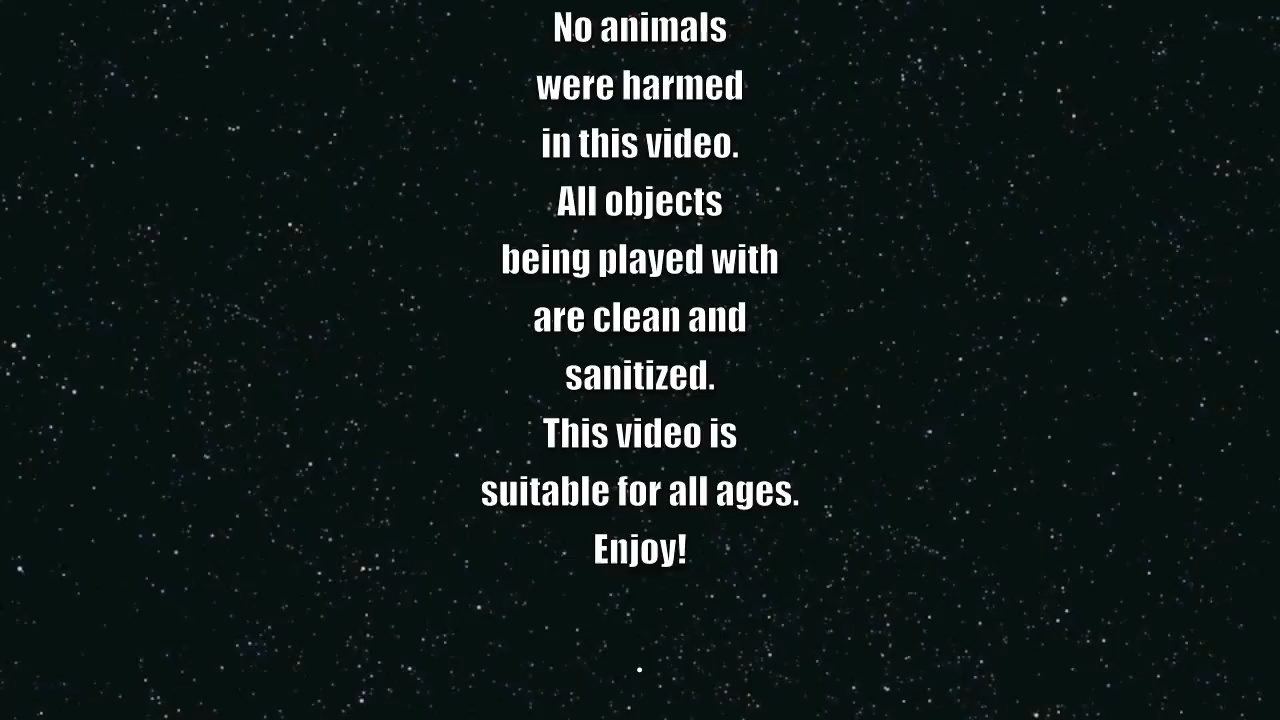 No animals
were harmed
in this video.
All objects
being played with
are clean and
sanitized.
This video is
suitable for all ages.
Enjoy!
.